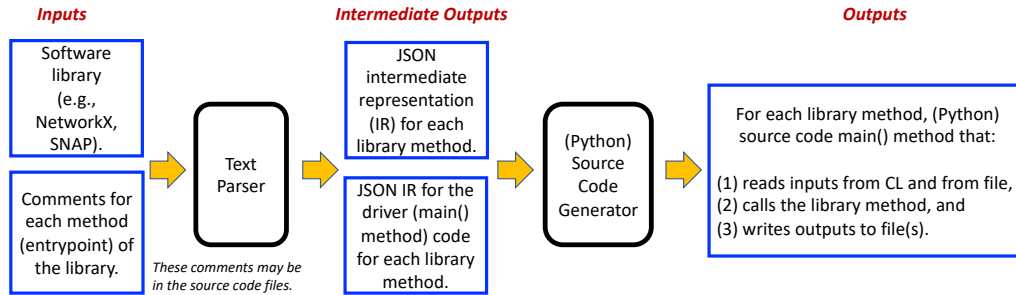 Inputs
Intermediate Outputs
Outputs
Software
library
(e.g.,
NetworkX,
SNAP).
Comments for
each method
(entrypoint) of
the library.
Text
Parser
These comments may be
in the source code files.
JSON
intermediate
representation
(IR) for each
library method.
JSON IR for the
driver (main()
method) code
for each library
method.
(Python)
Source
Code
Generator
For each library method, (Python)
source code main() method that:
(1) reads inputs from CL and from file,
(2) calls the library method, and
(3) writes outputs to file(s).